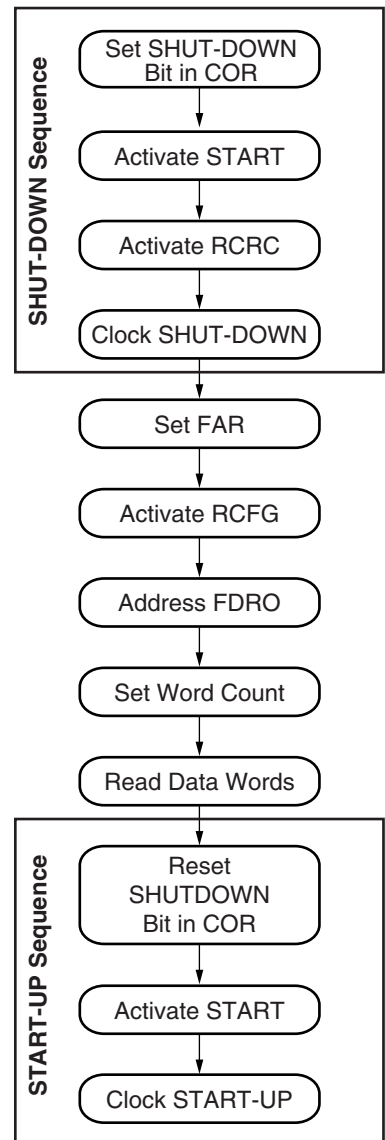 SHUT-DOWN Sequence
Set SHUT-DOWN
Bit in COR
Activate START
Activate RCRC
Clock SHUT-DOWN
Set FAR
Activate RCFG
Address FDRO
Set Word Count
Read Data Words
START-UP Sequence
Reset
SHUTDOWN
Bit in COR
Activate START
Clock START-UP